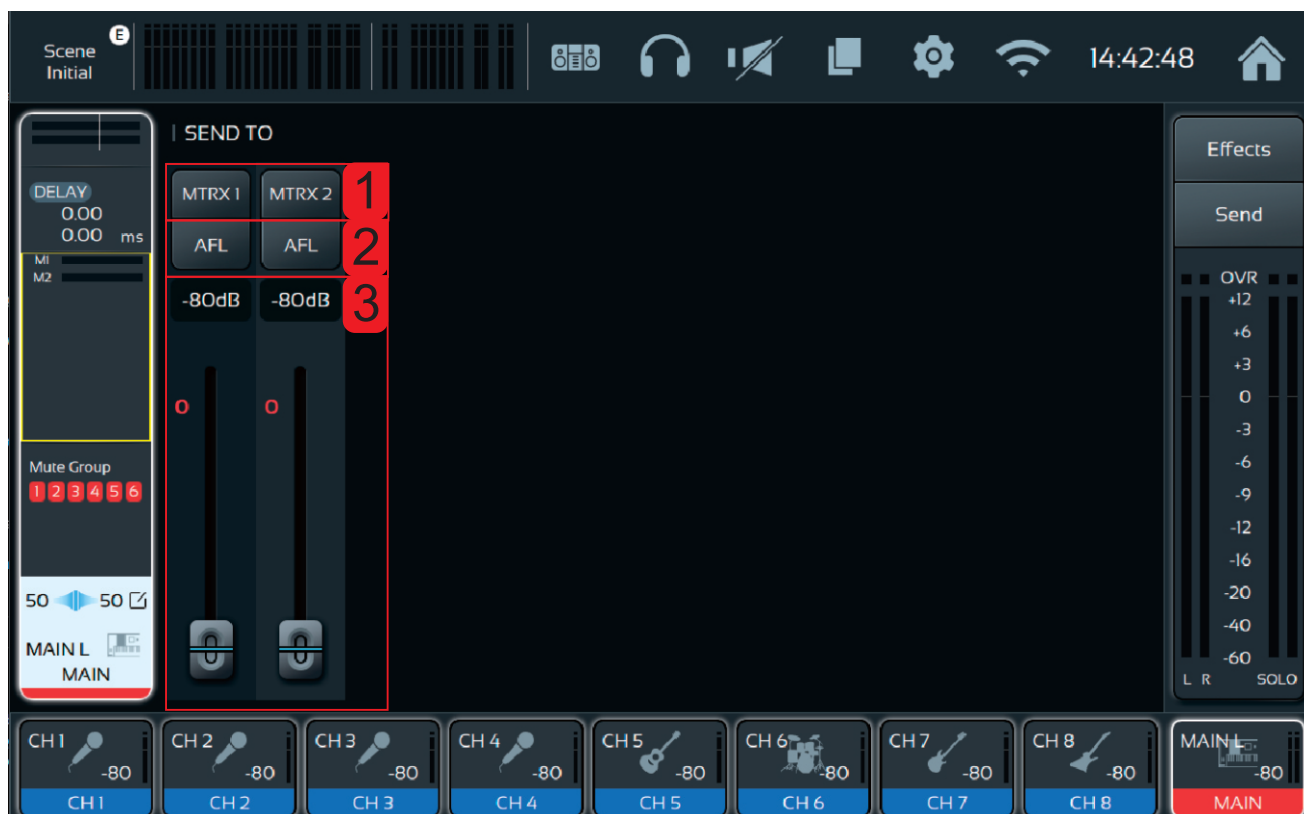 Scene E
Initial
14:42:48
SEND TO
MTRX 1 MTRX 2 1
AFL AFL 2
-80dB -80dB 3
0 0
DELAY
0.00
0.00 ms
M1
M2
Mute Group
1 2 3 4 5 6
50 50
MAIN L
MAIN
Effects
Send
OVR
+12
+6
+3
0
-3
-6
-9
-12
-16
-20
-40
-60
L R SOLO
CH 1 CH 2 CH 3 CH 4 CH 5 CH 6 CH 7 CH 8 MAIN L
-80 -80 -80 -80 -80 -80 -80 -80 -80
CH 1 CH 2 CH 3 CH 4 CH 5 CH 6 CH 7 CH 8 MAIN